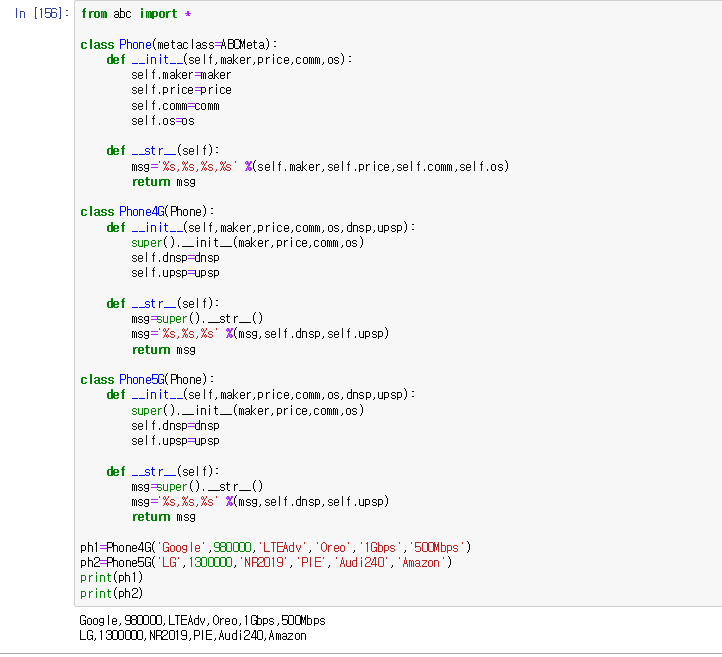 In [156]: from abc import *

class Phone(metaclass=ABCMeta):
    def __init__(self,maker,price,comm,os):
        self.maker=maker
        self.price=price
        self.comm=comm
        self.os=os

    def __str__(self):
        msg='%s,%s,%s,%s' %(self.maker,self.price,self.comm,self.os)
        return msg

class Phone4G(Phone):
    def __init__(self,maker,price,comm,os,dnsp,upsp):
        super().__init__(maker,price,comm,os)
        self.dnsp=dnsp
        self.upsp=upsp

    def __str__(self):
        msg=super().__str__()
        msg='%s,%s,%s' %(msg,self.dnsp,self.upsp)
        return msg

class Phone5G(Phone):
    def __init__(self,maker,price,comm,os,dnsp,upsp):
        super().__init__(maker,price,comm,os)
        self.dnsp=dnsp
        self.upsp=upsp

    def __str__(self):
        msg=super().__str__()
        msg='%s,%s,%s' %(msg,self.dnsp,self.upsp)
        return msg

ph1=Phone4G('Google',980000,'LTEAdv','Oreo','1Gbps','500Mbps')
ph2=Phone5G('LG',1300000,'NR2019','PIE','Audi240','Amazon')
print(ph1)
print(ph2)
Google,980000,LTEAdv,Oreo,1Gbps,500Mbps
LG,1300000,NR2019,PIE,Audi240,Amazon